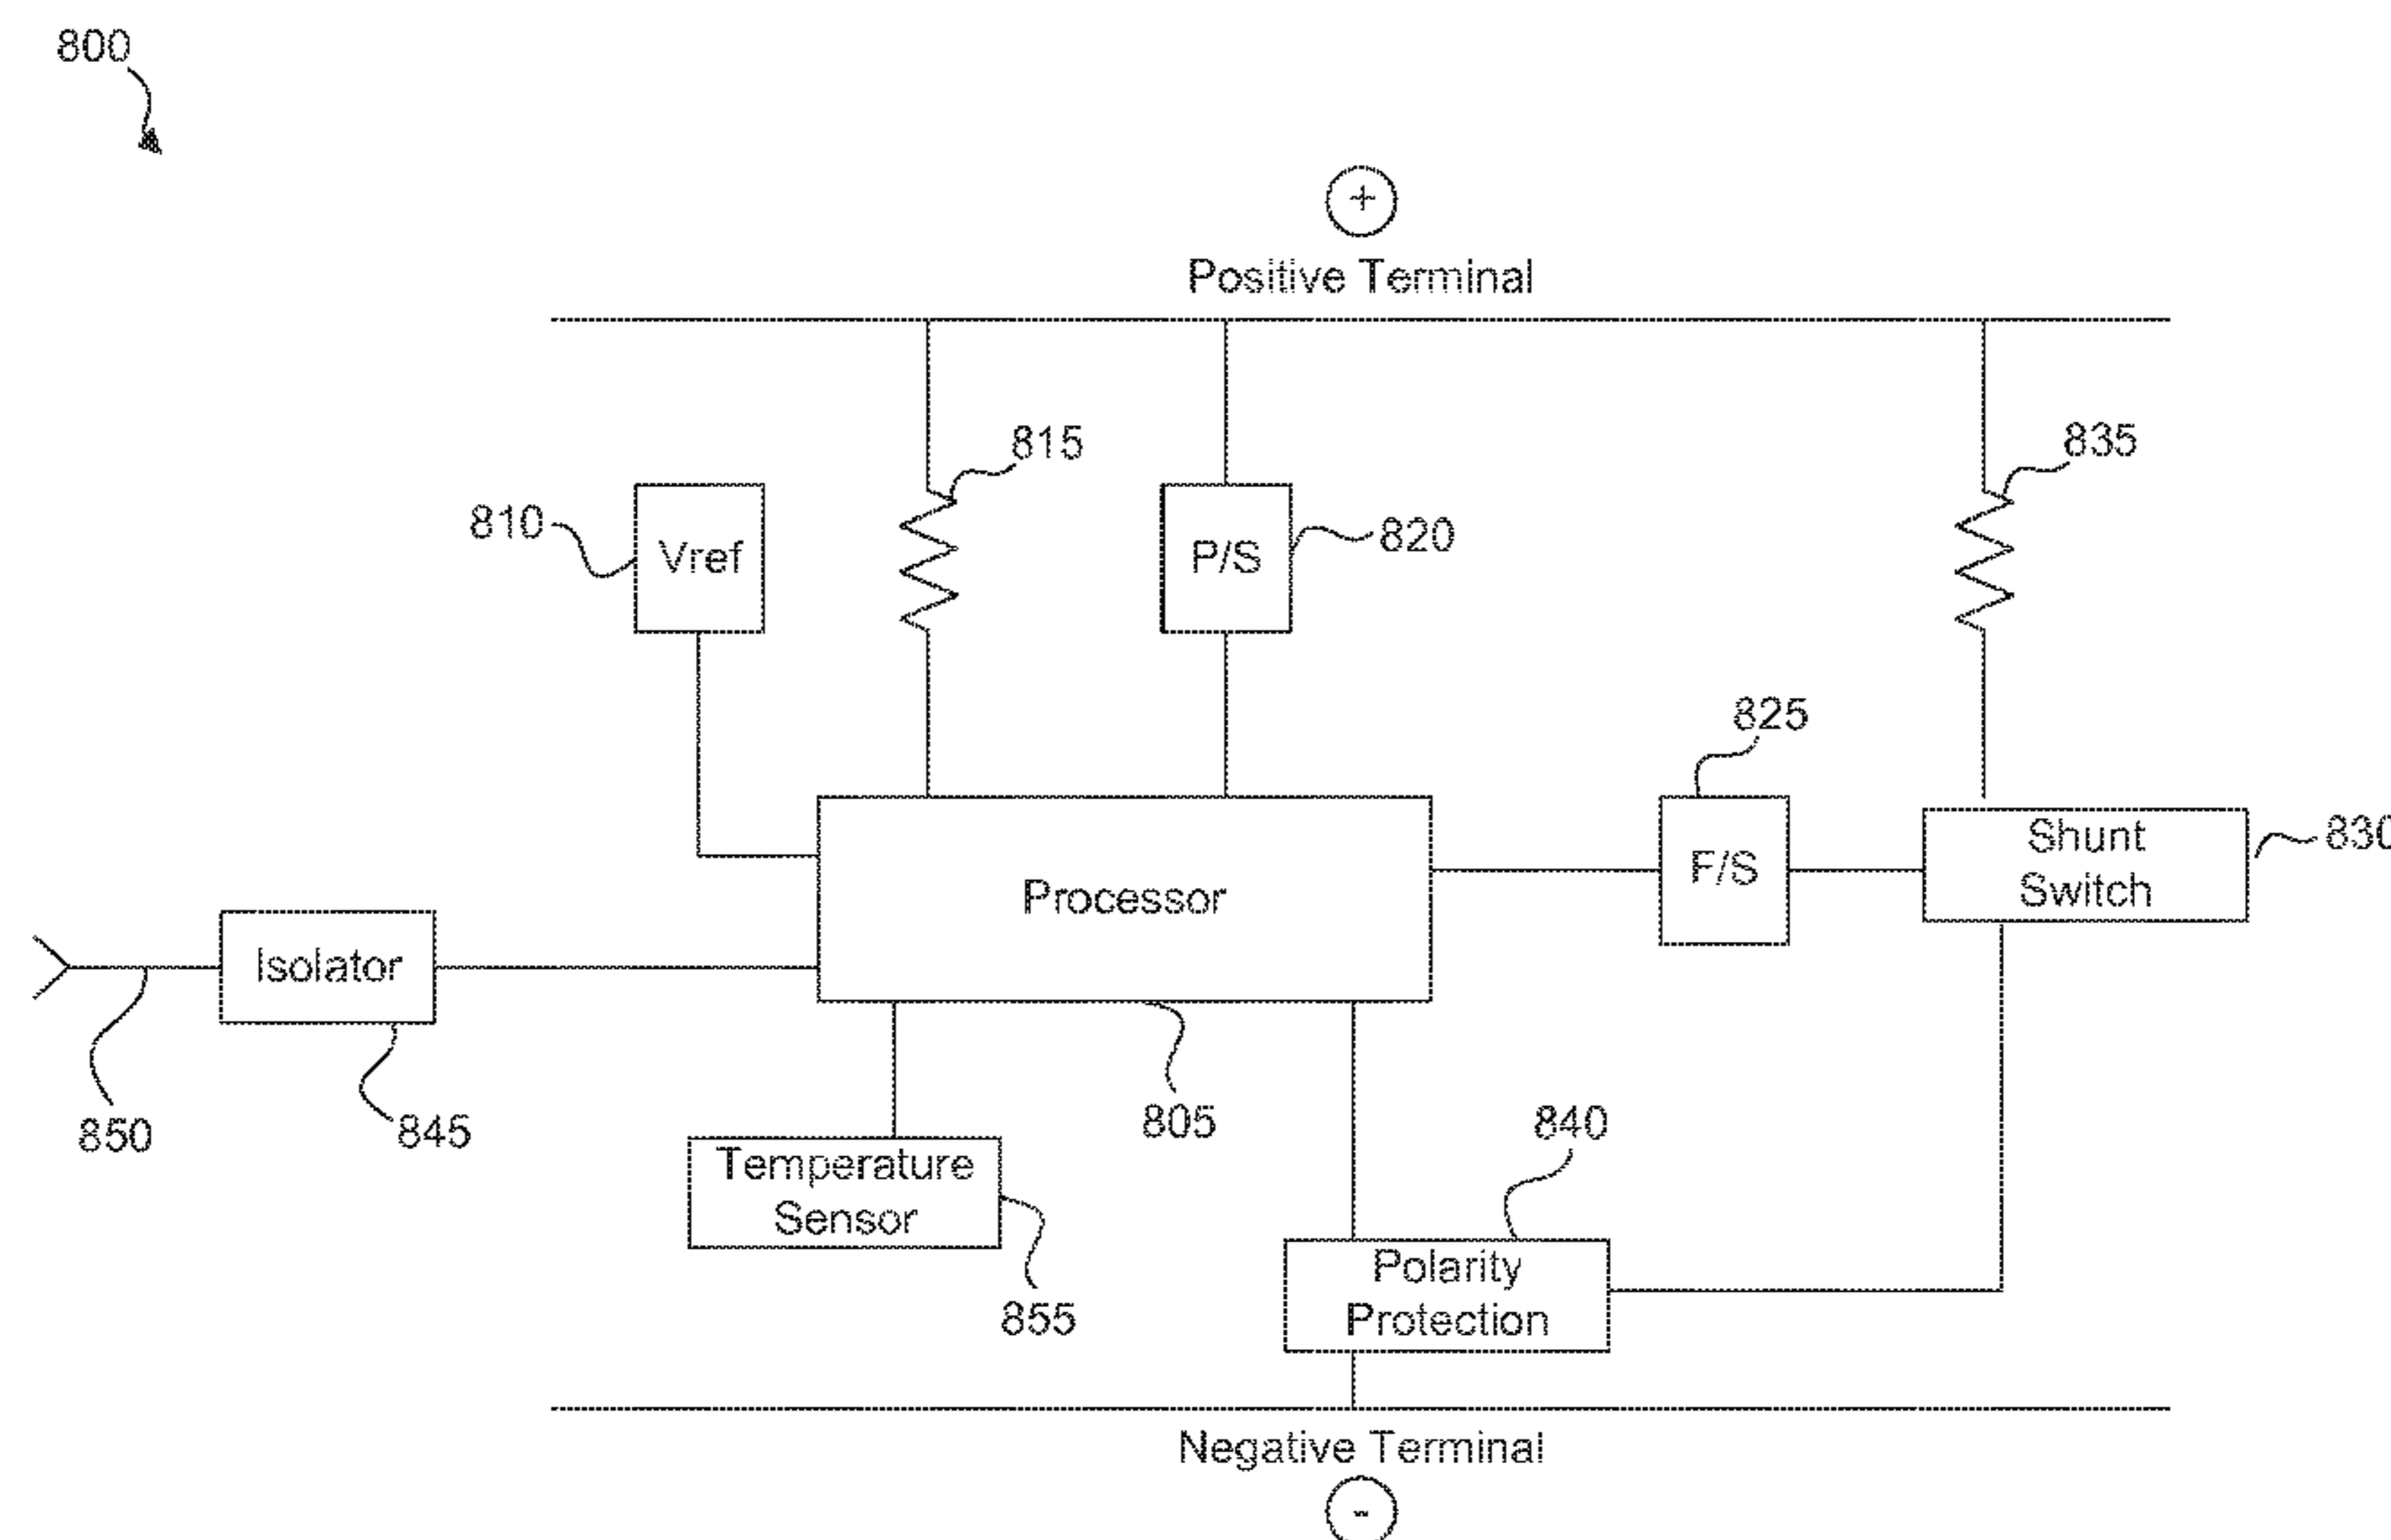 800
+
Positive Terminal
815
835
810
Vref
P/S
820
825
Shunt
Switch
830
F/S
Processor
Isolator
850
845
805
840
Temperature
Sensor
855
Polarity
Protection
Negative Terminal
-